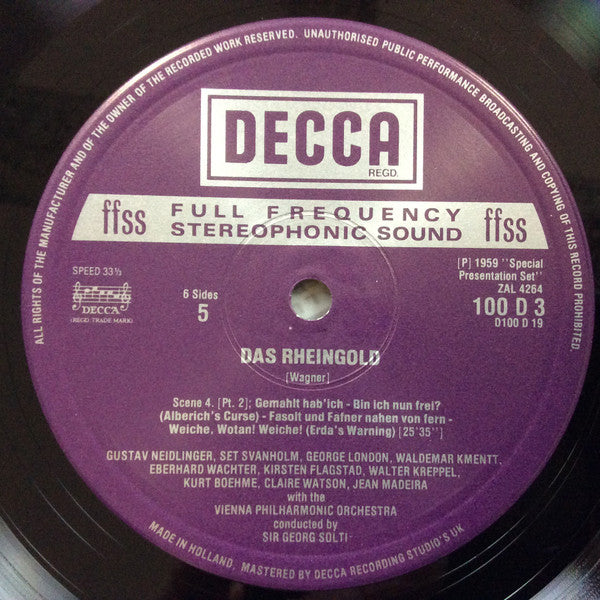 ALL RIGHTS OF THE MANUFACTURER AND OF THE OWNER OF THE RECORDED WORK RESERVED. UNAUTHORISED PUBLIC PERFORMANCE BROADCASTING AND COPYING OF THIS RECORD PROHIBITED.
DECCA
REGD.
ffss FULL FREQUENCY ffss
STEREOPHONIC SOUND
SPEED 33⅓
DECCA
(REGD. TRADE MARK)
6 Sides
5
[P] 1959 "Special
Presentation Set"
ZAL 4264
100 D 3
D100 D 19
DAS RHEINGOLD
[Wagner]
Scene 4. [Pt. 2]; Gemahlt hab'ich - Bin ich nun frei?
(Alberich's Curse) - Fasolt und Fafner nahen von fern -
Weiche, Wotan! Weiche! (Erda's Warning) [25'35"]
GUSTAV NEIDLINGER, SET SVANHOLM, GEORGE LONDON, WALDEMAR KMENTT,
EBERHARD WACHTER, KIRSTEN FLAGSTAD, WALTER KREPPEL,
KURT BOEHME, CLAIRE WATSON, JEAN MADEIRA
with the
VIENNA PHILHARMONIC ORCHESTRA
conducted by
SIR GEORG SOLTI
MADE IN HOLLAND, MASTERED BY DECCA RECORDING STUDIO'S UK